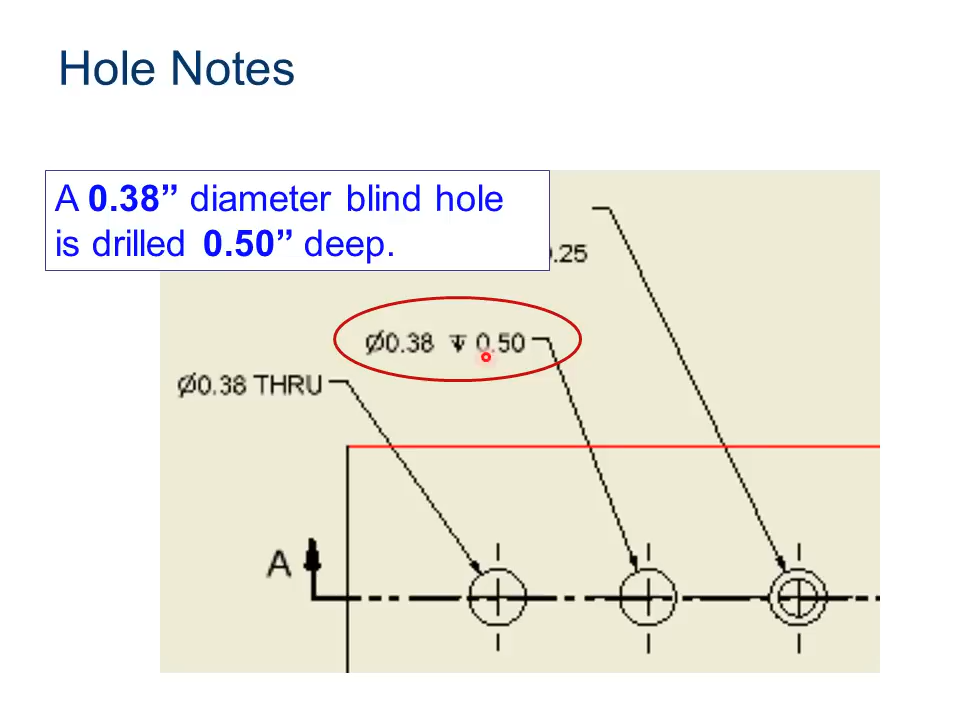 Hole Notes
A 0.38” diameter blind hole
is drilled 0.50” deep.
.25
Ø0.38 ↧ 0.50
Ø0.38 THRU
A